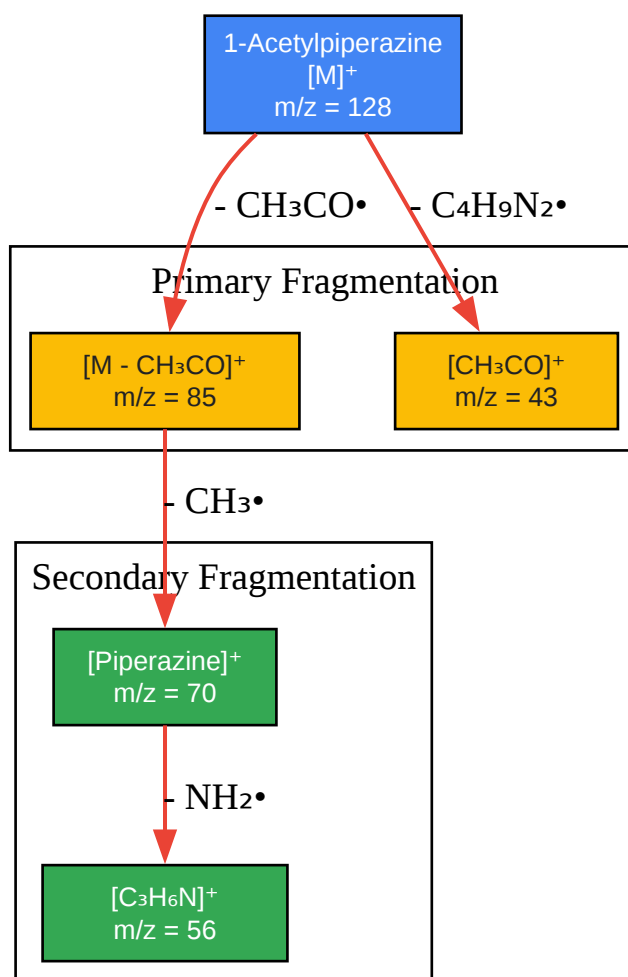 1-Acetylpiperazine
[M]⁺
m/z = 128
- CH₃CO•
- C₄H₉N₂•
Primary Fragmentation
[M - CH₃CO]⁺
m/z = 85
[CH₃CO]⁺
m/z = 43
- CH₃•
Secondary Fragmentation
[Piperazine]⁺
m/z = 70
- NH₂•
[C₃H₆N]⁺
m/z = 56